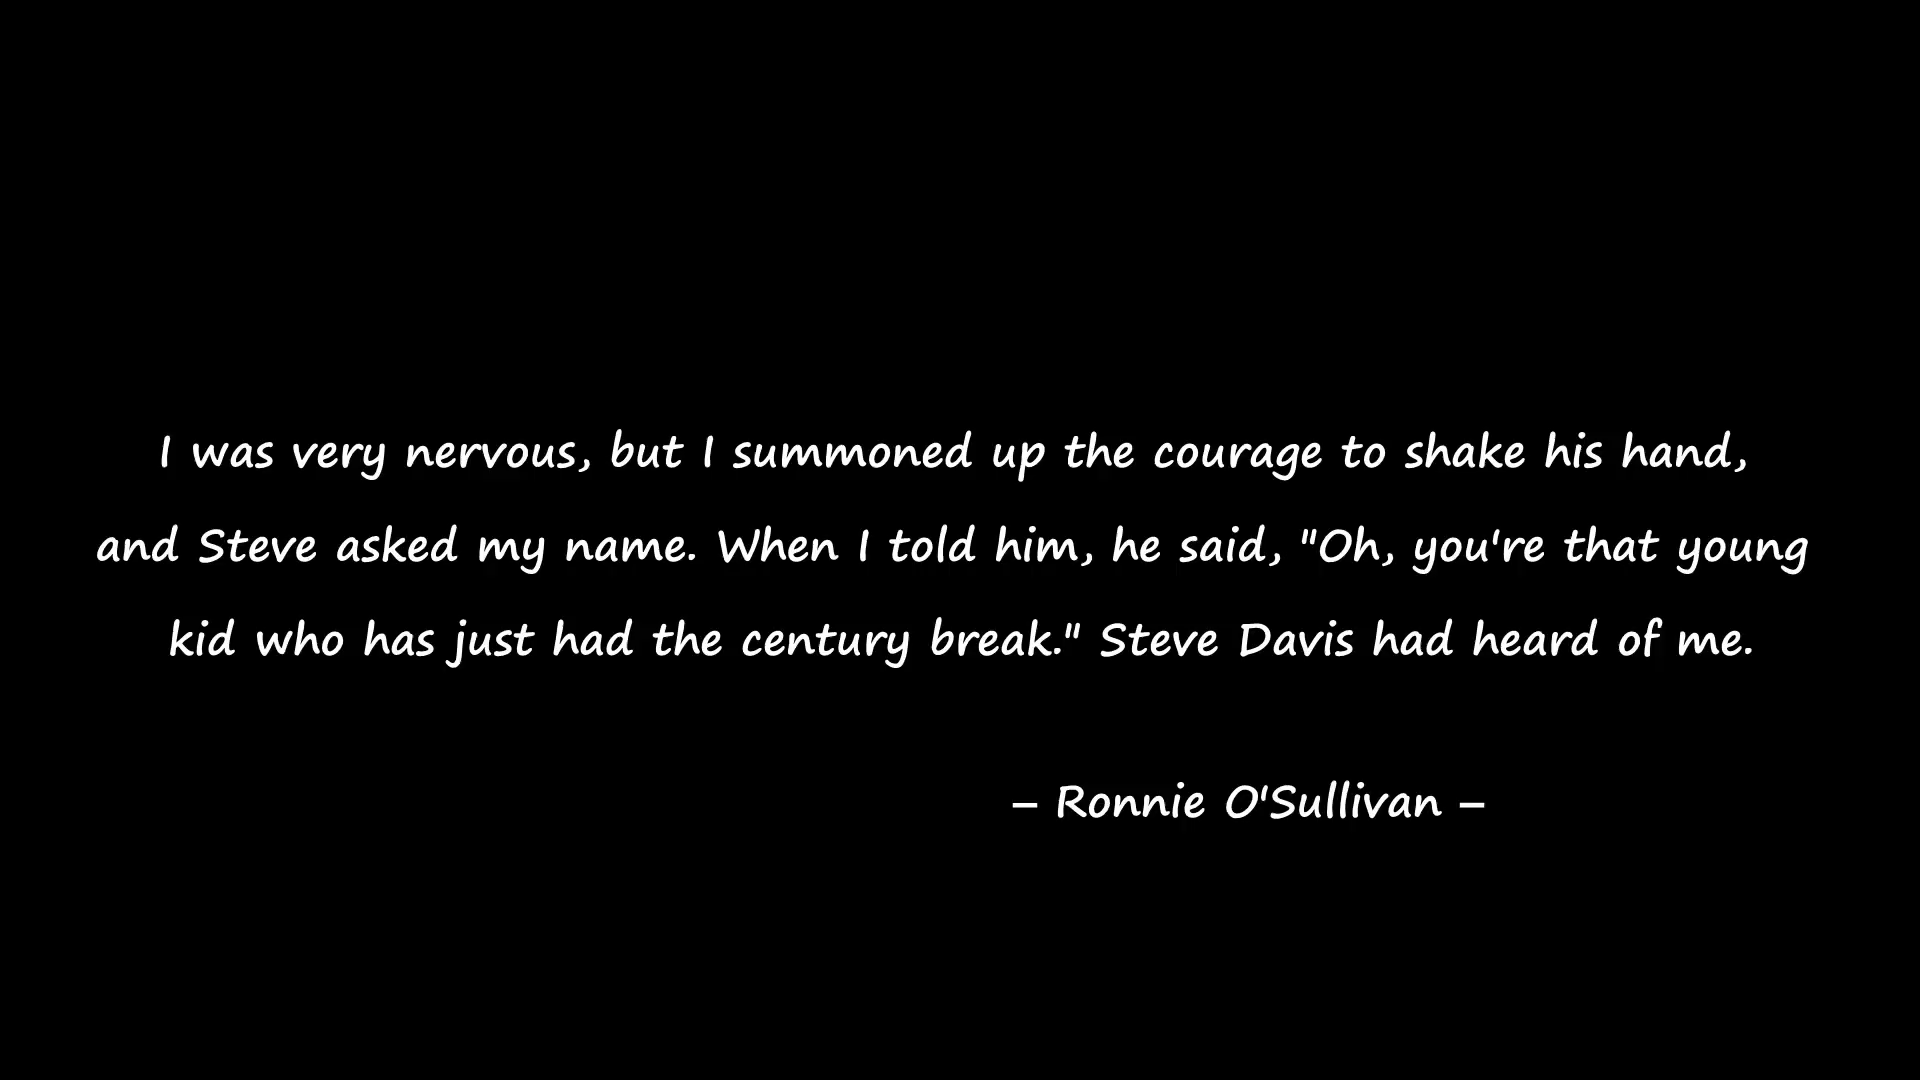 I was very nervous, but I summoned up the courage to shake his hand,
and Steve asked my name. When I told him, he said, "Oh, you're that young
kid who has just had the century break." Steve Davis had heard of me.
– Ronnie O'Sullivan –